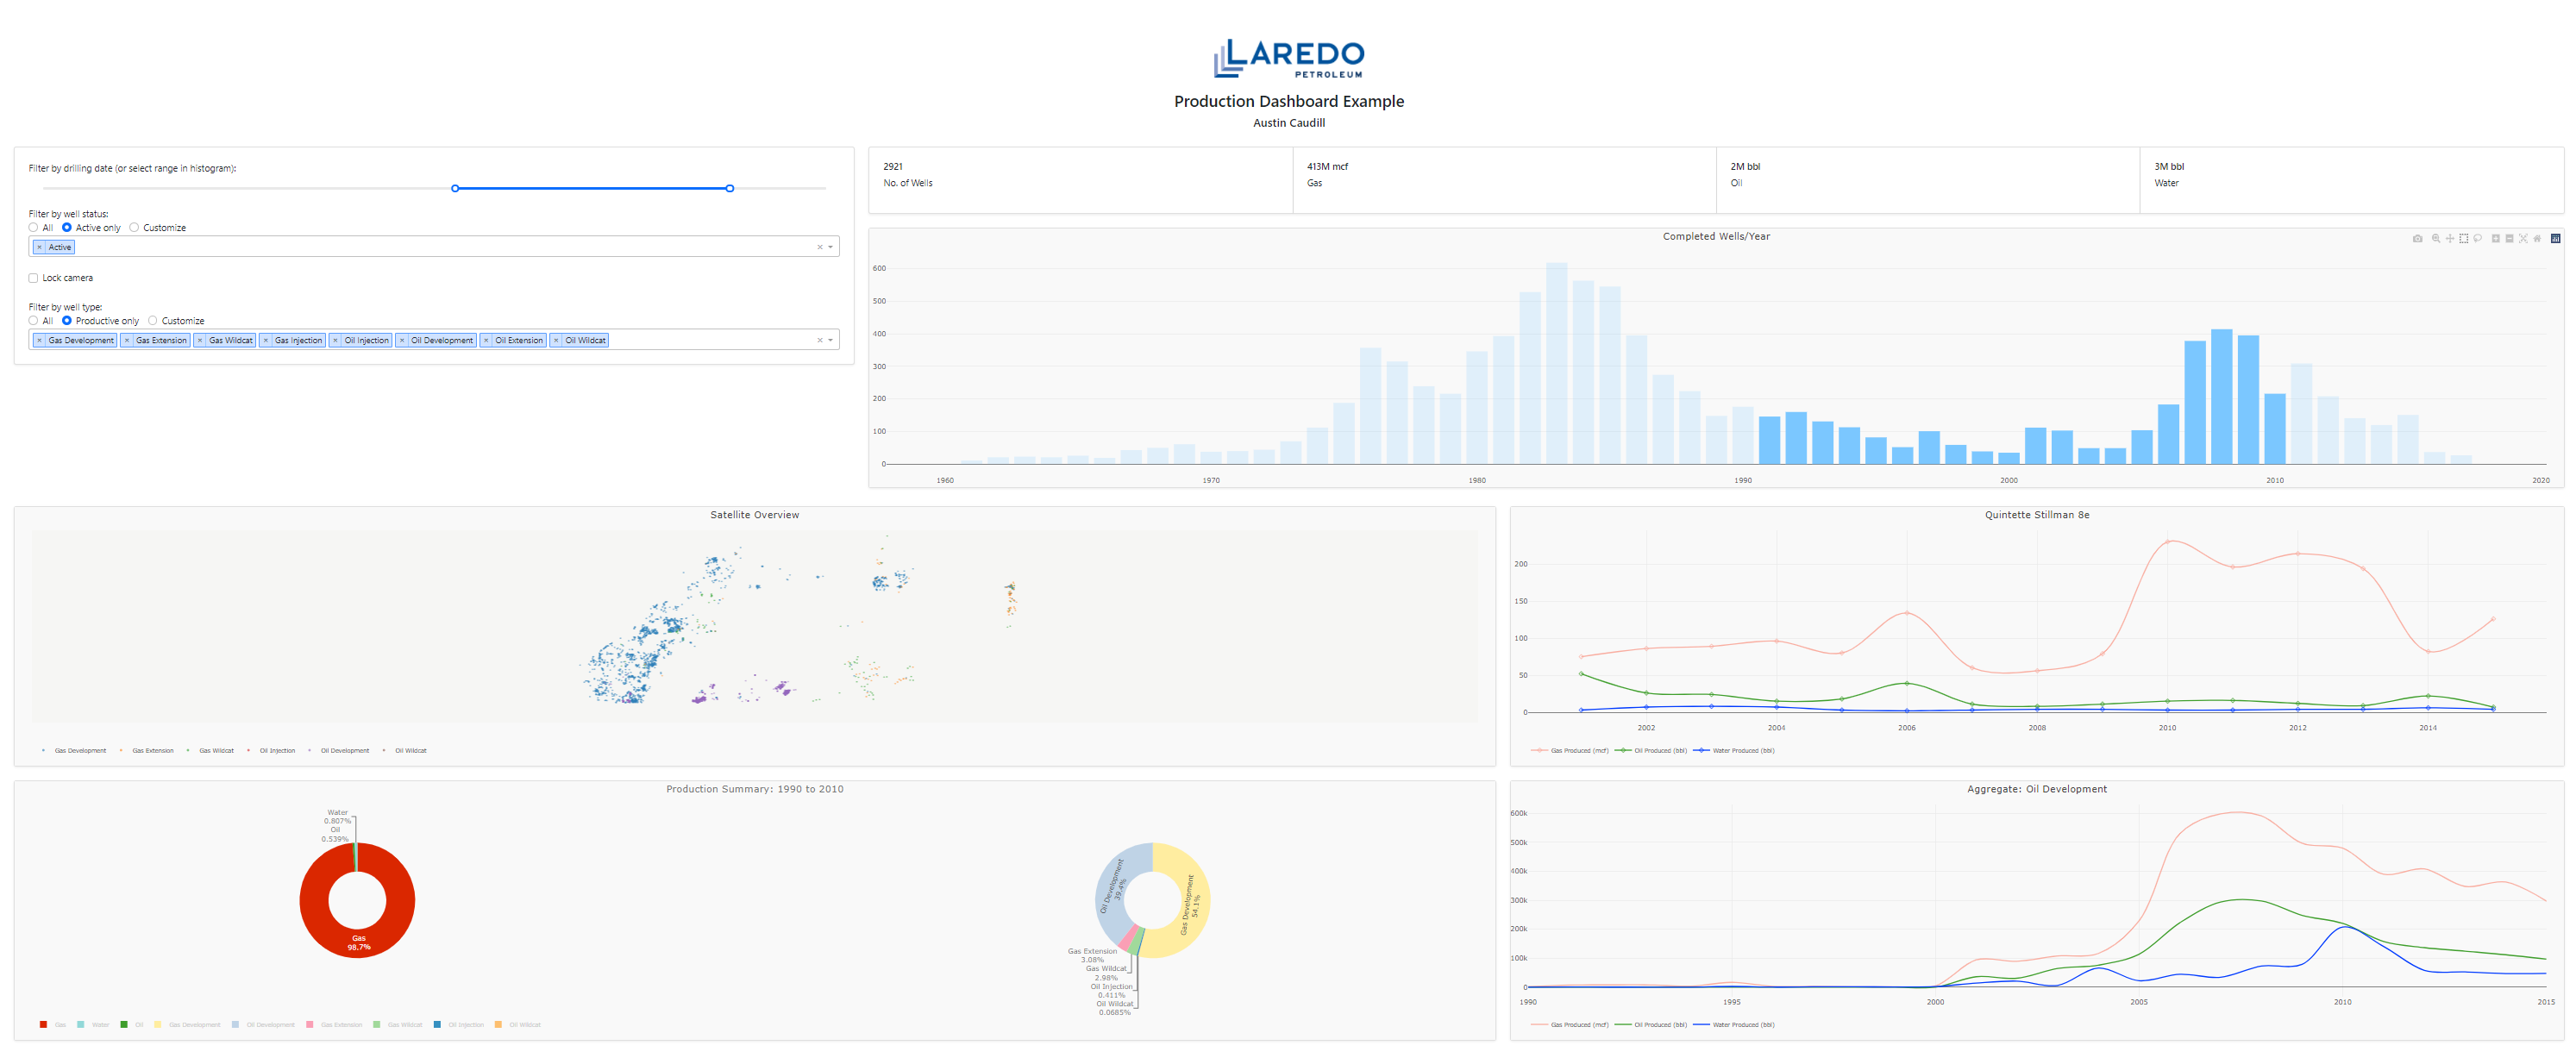 LAREDO
PETROLEUM
Production Dashboard Example
Austin Caudill
Filter by drilling date (or select range in histogram):
Filter by well status:
All Active only Customize
× Active
Lock camera
Filter by well type:
All Productive only Customize
× Gas Development × Gas Extension × Gas Wildcat × Gas Injection × Oil Injection × Oil Development × Oil Extension × Oil Wildcat
2921
No. of Wells
413M mcf
Gas
2M bbl
Oil
3M bbl
Water
Completed Wells/Year
600
500
400
300
200
100
0
1960 1970 1980 1990 2000 2010 2020
Satellite Overview
Gas Development Gas Extension Gas Wildcat Oil Injection Oil Development Oil Wildcat
Quintette Stillman 8e
200
150
100
50
0
2002 2004 2006 2008 2010 2012 2014
Gas Produced (mcf) Oil Produced (bbl) Water Produced (bbl)
Production Summary: 1990 to 2010
Water
0.807%
Oil
0.539%
Gas
98.7%
Oil Development
39.4%
Gas Development
54.1%
Gas Extension
3.08%
Gas Wildcat
2.98%
Oil Injection
0.411%
Oil Wildcat
0.0685%
Gas Water Oil Gas Development Oil Development Gas Extension Gas Wildcat Oil Injection Oil Wildcat
Aggregate: Oil Development
600k
500k
400k
300k
200k
100k
0
1990 1995 2000 2005 2010 2015
Gas Produced (mcf) Oil Produced (bbl) Water Produced (bbl)